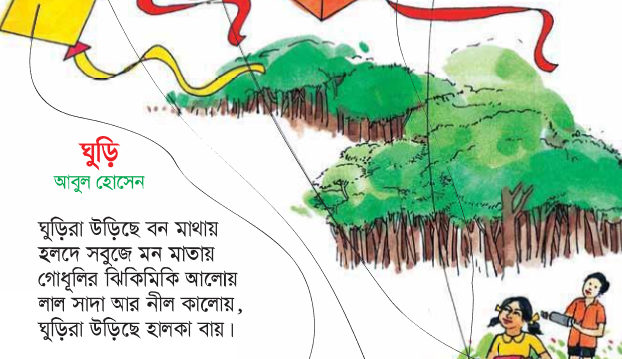 ঘুড়ি
আবুল হোসেন
ঘুড়িরা উড়িছে বন মাথায়
হলদে সবুজে মন মাতায়
গোধূলির ঝিকিমিকি আলোয়
লাল সাদা আর নীল কালোয়,
ঘুড়িরা উড়িছে হালকা বায়।